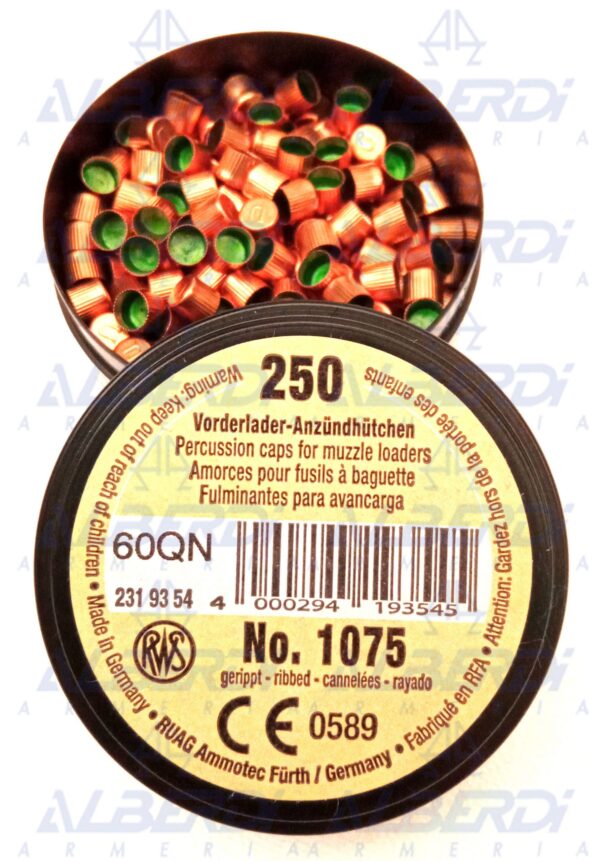 250
Vorderlader-Anzündhütchen
Percussion caps for muzzle loaders
Amorces pour fusils à baguette
Fulminantes para avancarga
60QN
231 93 54
4 000294 193545
RWS
No. 1075
gerippt - ribbed - cannelées - rayado
CE 0589
Warning: Keep out of reach of children • Made in Germany • RUAG Ammotec Fürth / Germany • Fabriqué en RFA • Attention: Gardez hors de la portée des enfants
ALBERDi
ARMERIA